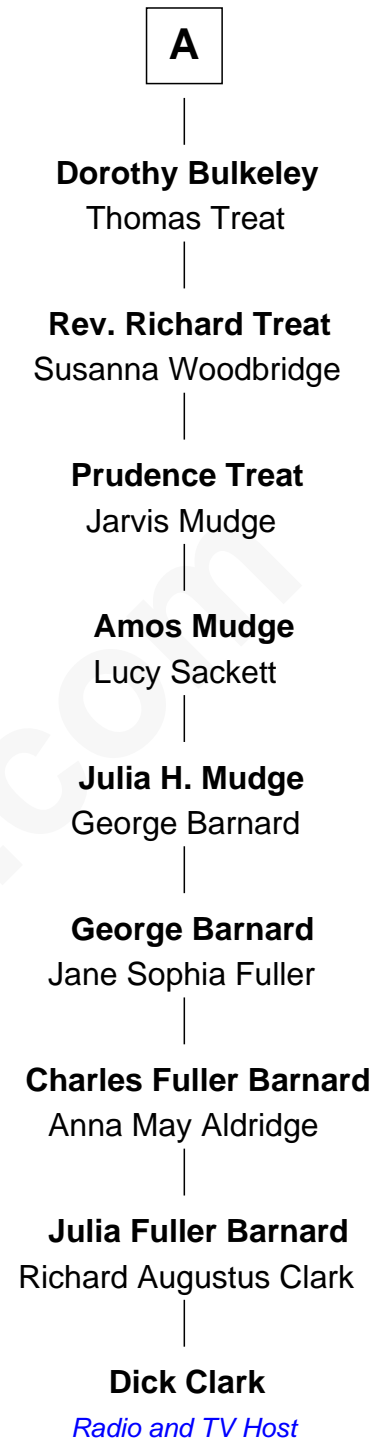 A
Dorothy Bulkeley
Thomas Treat
Rev. Richard Treat
Susanna Woodbridge
Prudence Treat
Jarvis Mudge
Amos Mudge
Lucy Sackett
Julia H. Mudge
George Barnard
George Barnard
Jane Sophia Fuller
Charles Fuller Barnard
Anna May Aldridge
Julia Fuller Barnard
Richard Augustus Clark
Dick Clark
Radio and TV Host
.com